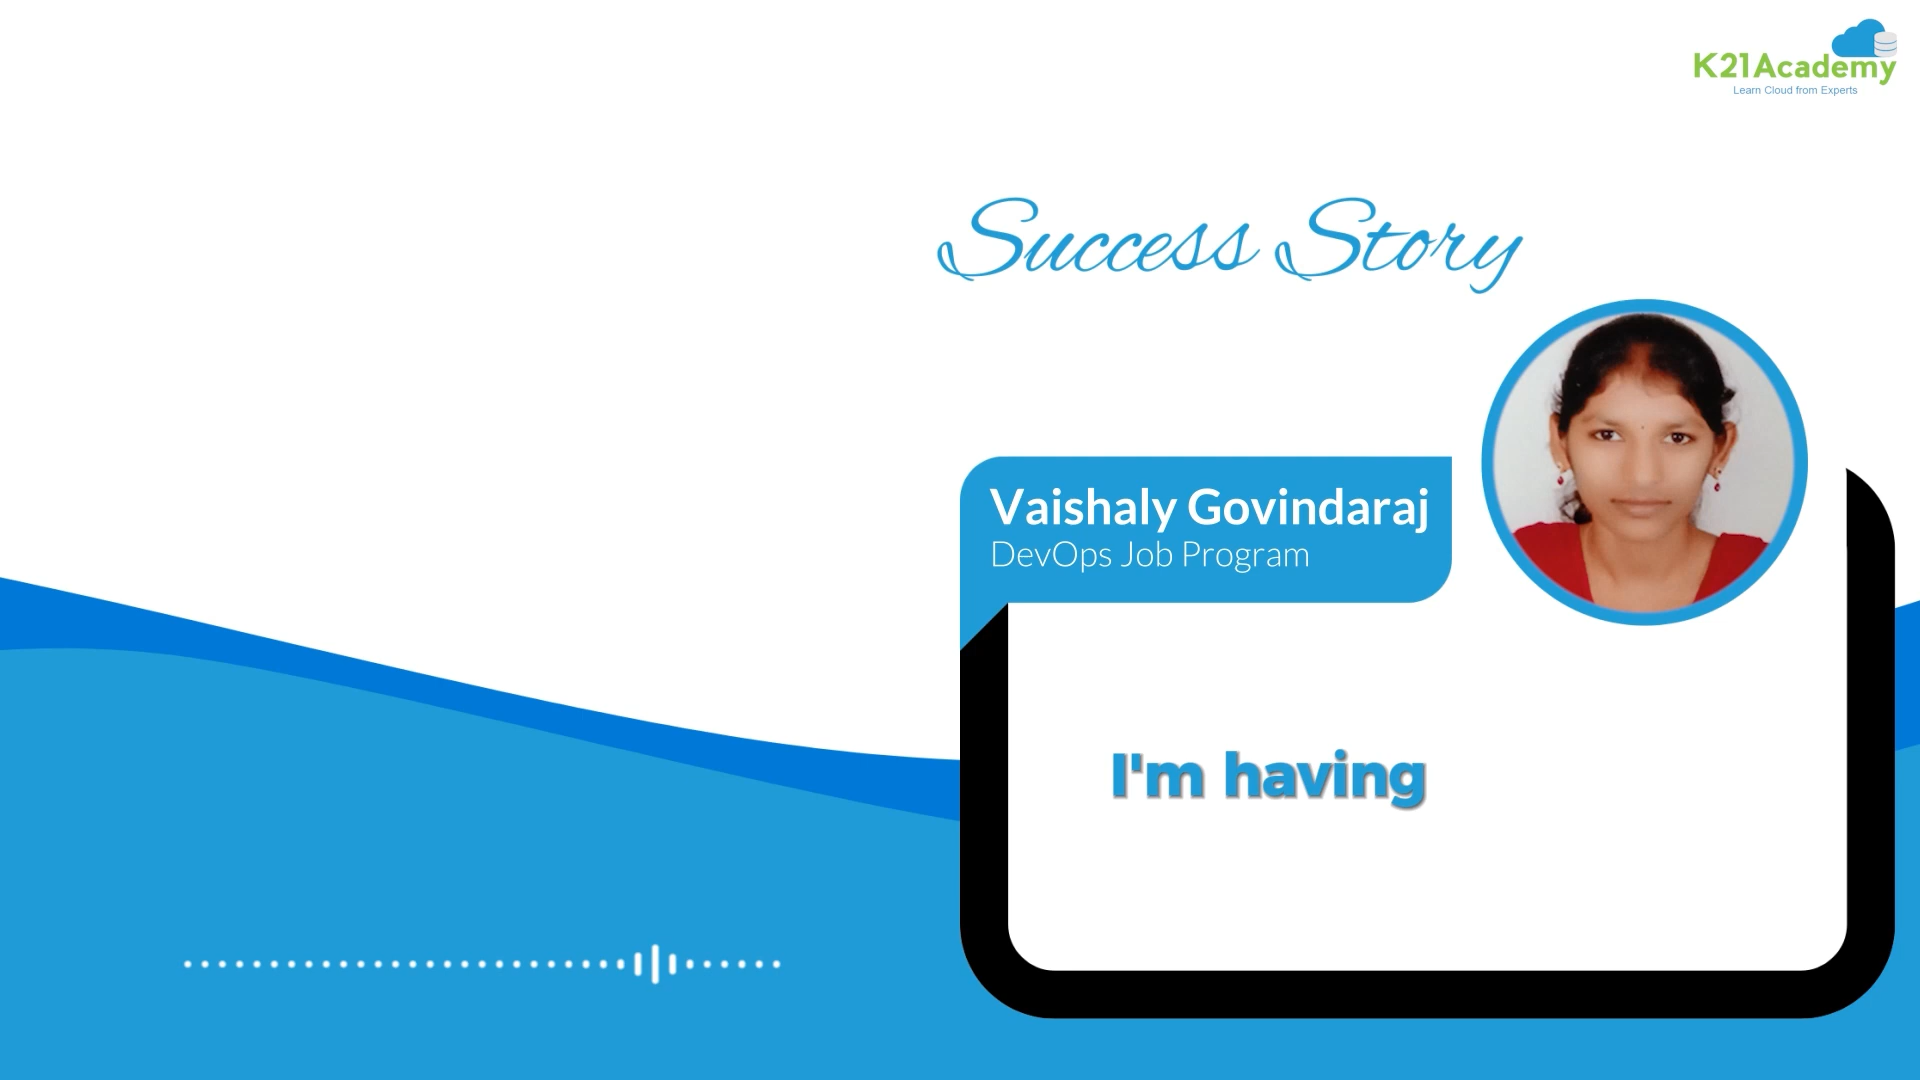 K21Academy
Learn Cloud from Experts
Success Story
Vaishaly Govindaraj
DevOps Job Program
I'm having